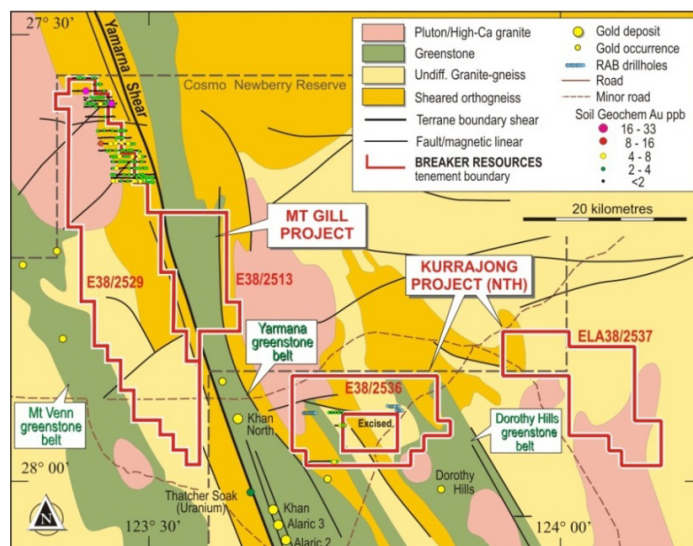 27° 30'
Yamarna Shear
Cosmo Newberry Reserve
Pluton/High-Ca granite
Greenstone
Undiff. Granite-gneiss
Sheared orthogneiss
Terrane boundary shear
Fault/magnetic linear
BREAKER RESOURCES
tenement boundary
Gold deposit
Gold occurrence
RAB drillholes
Road
Minor road
Soil Geochem Au ppb
16 - 33
8 - 16
4 - 8
2 - 4
<2
20 kilometres
MT GILL
PROJECT
KURRAJONG
PROJECT (NTH)
E38/2529
E38/2513
ELA38/2537
Yarmana
greenstone
belt
E38/2536
Excised.
Mt Venn
greenstone
belt
Khan
North
Dorothy Hills
greenstone
belt
28° 00'
Thatcher Soak
(Uranium)
Dorothy
Hills
Khan
Alaric 3
Alaric 2
N
123° 30'
124° 00'